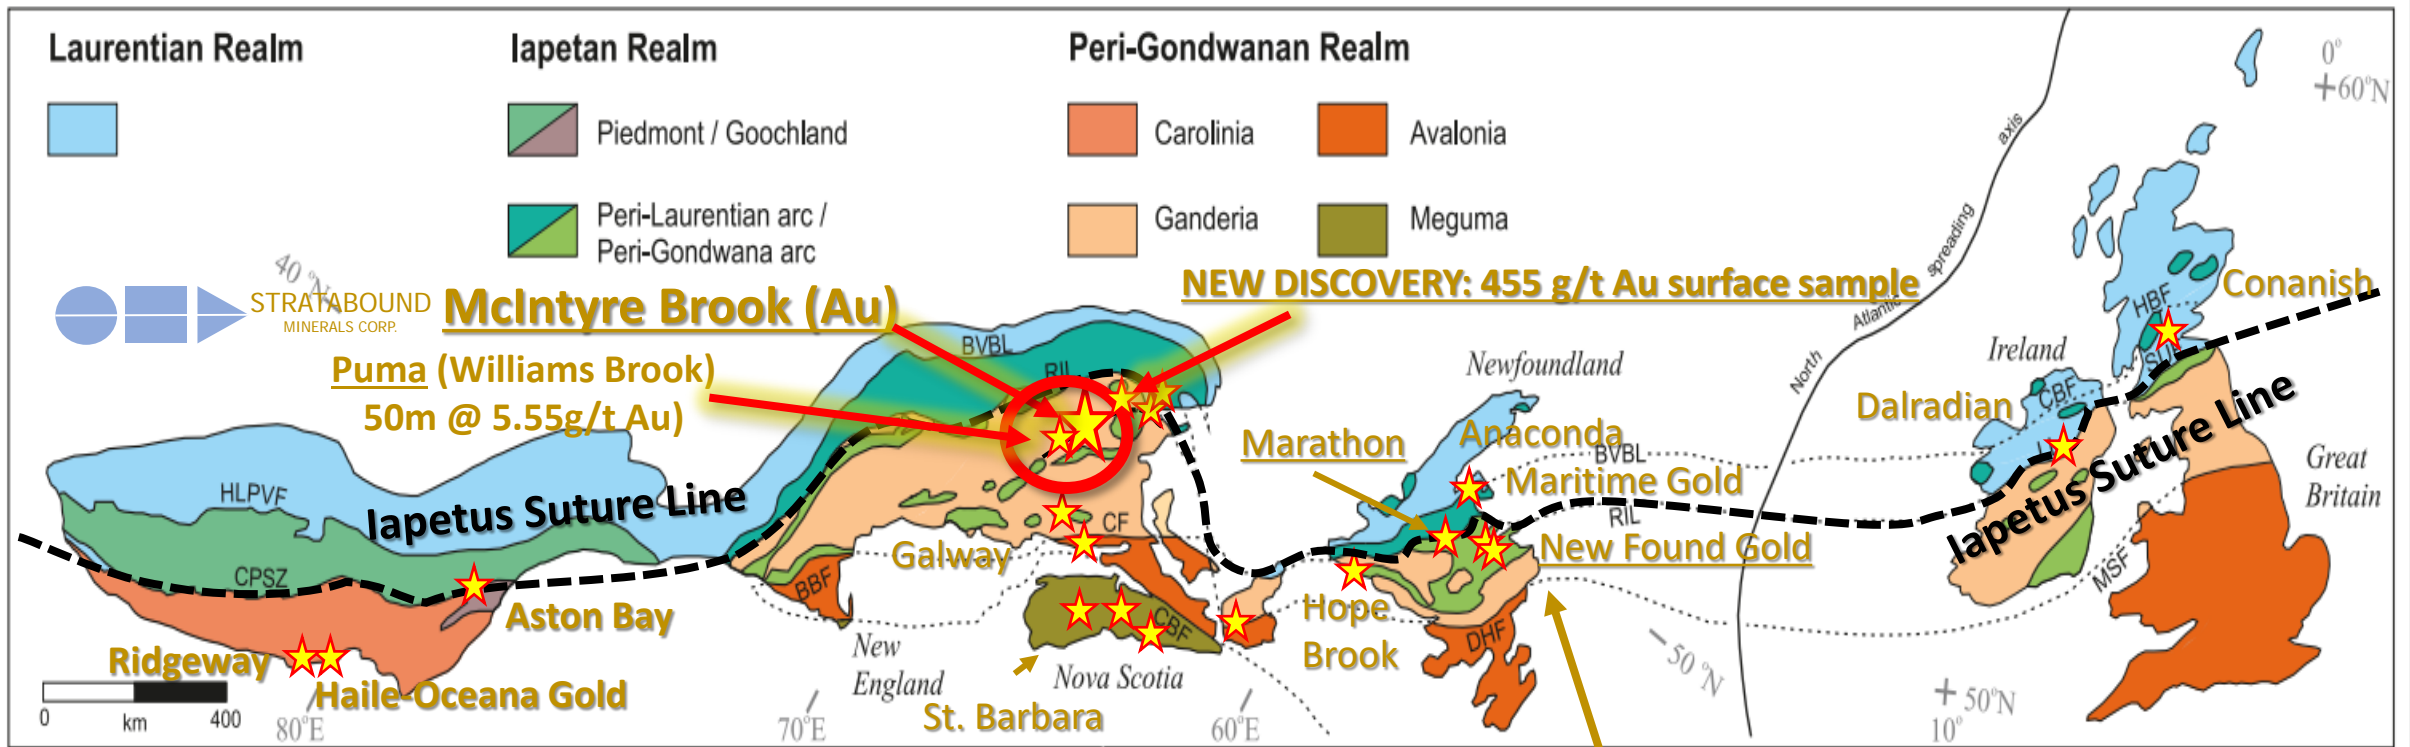 Laurentian Realm
Iapetan Realm
Peri-Gondwanan Realm
Piedmont / Goochland
Carolinia
Avalonia
Peri-Laurentian arc /
Peri-Gondwana arc
Ganderia
Meguma
0°
+60°N
North
Atlantic
spreading
axis
40 °N
STRATABOUND
MINERALS CORP.
McIntyre Brook (Au)
NEW DISCOVERY: 455 g/t Au surface sample
Conanish
Puma (Williams Brook)
50m @ 5.55g/t Au)
BVBL
RIL
Newfoundland
Ireland
HBF
SUF
CBF
Dalradian
Marathon
Anaconda
BVBL
Maritime Gold
RIL
New Found Gold
Great
Britain
HLPVF
Iapetus Suture Line
Iapetus Suture Line
CF
Galway
CPSZ
BBF
MSF
Aston Bay
Hope
Brook
DHF
CBF
Ridgeway
Haile-Oceana Gold
New
England
Nova Scotia
St. Barbara
50 °N
+50°N
10°
0
km
400
80°E
70°E
60°E